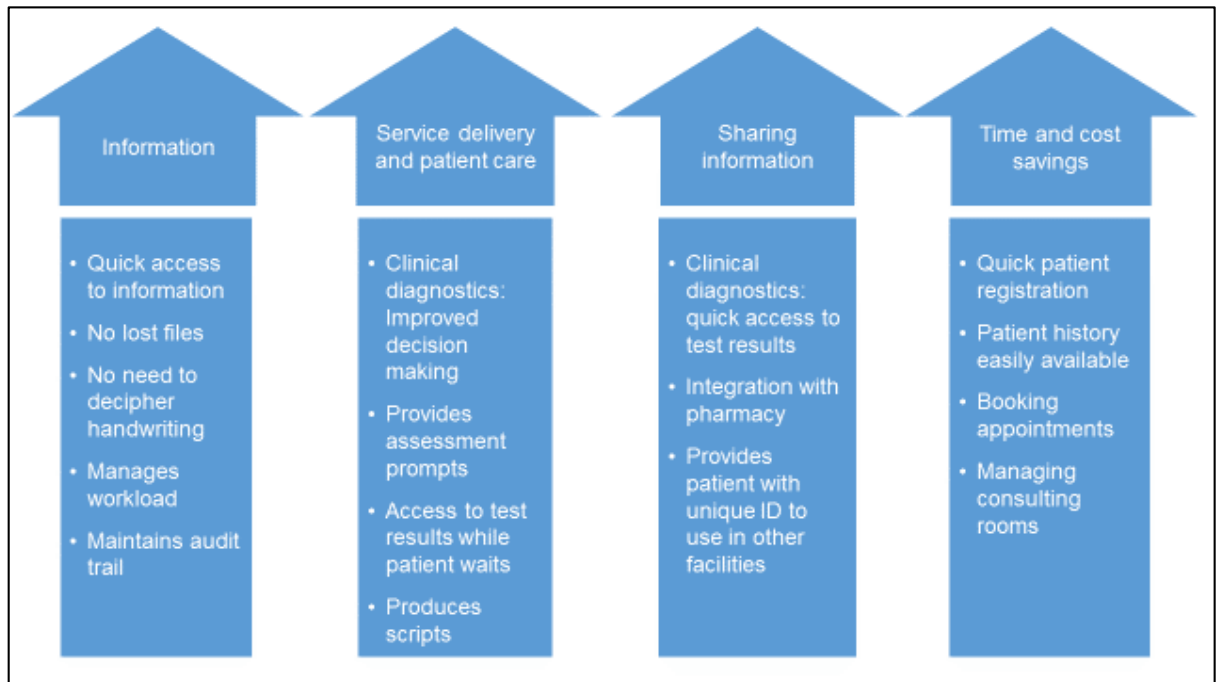 Information
• Quick access
to information
• No lost files
• No need to
decipher
handwriting
• Manages
workload
• Maintains audit
trail
Service delivery
and patient care
• Clinical
diagnostics:
Improved
decision
making
• Provides
assessment
prompts
• Access to test
results while
patient waits
• Produces
scripts
Sharing
information
• Clinical
diagnostics:
quick access to
test results
• Integration with
pharmacy
• Provides
patient with
unique ID to
use in other
facilities
Time and cost
savings
• Quick patient
registration
• Patient history
easily available
• Booking
appointments
• Managing
consulting
rooms